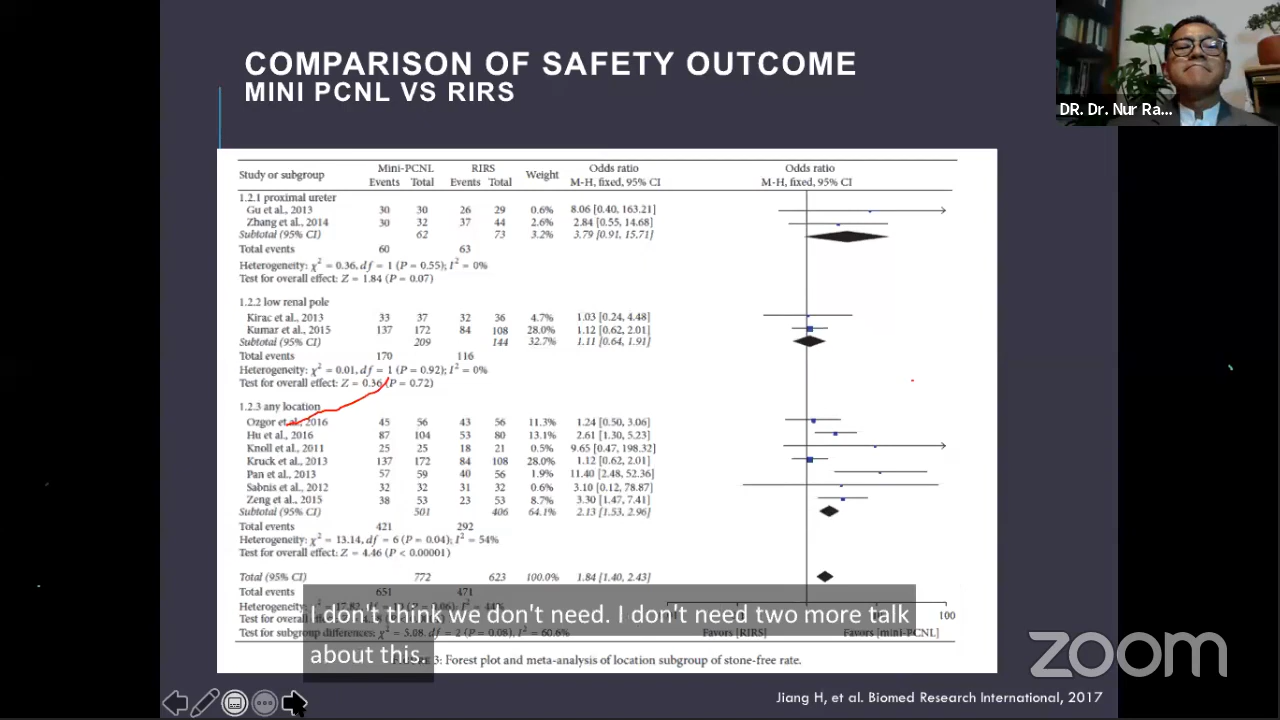 COMPARISON OF SAFETY OUTCOME
MINI PCNL VS RIRS
DR. Dr. Nur Ra...
Study or subgroup Mini-PCNL RIRS Weight Odds ratio Odds ratio
Events Total Events Total M-H, fixed, 95% CI M-H, fixed, 95% CI
1.2.1 proximal ureter
Gu et al., 2013 30 30 26 29 0.6% 8.06 [0.40, 163.21]
Zhang et al., 2014 30 32 37 44 2.6% 2.84 [0.55, 14.68]
Subtotal (95% CI) 62 73 3.2% 3.79 [0.91, 15.71]
Total events 60 63
Heterogeneity: χ² = 0.36, df = 1 (P = 0.55); I² = 0%
Test for overall effect: Z = 1.84 (P = 0.07)
1.2.2 low renal pole
Kirac et al., 2013 33 37 32 36 4.7% 1.03 [0.24, 4.48]
Kumar et al., 2015 137 172 84 108 28.0% 1.12 [0.62, 2.01]
Subtotal (95% CI) 209 144 32.7% 1.11 [0.64, 1.91]
Total events 170 116
Heterogeneity: χ² = 0.01, df = 1 (P = 0.92); I² = 0%
Test for overall effect: Z = 0.36 (P = 0.72)
1.2.3 any location
Ozgor et al., 2016 45 56 43 56 11.3% 1.24 [0.50, 3.06]
Hu et al., 2016 87 104 53 80 13.1% 2.61 [1.30, 5.23]
Knoll et al., 2011 25 25 18 21 0.5% 9.65 [0.47, 198.32]
Kruck et al., 2013 137 172 84 108 28.0% 1.12 [0.62, 2.01]
Pan et al., 2013 57 59 40 56 1.9% 11.40 [2.48, 52.36]
Sabnis et al., 2012 32 32 31 32 0.6% 3.10 [0.12, 78.87]
Zeng et al., 2015 38 53 23 53 8.7% 3.30 [1.47, 7.41]
Subtotal (95% CI) 501 406 64.1% 2.13 [1.53, 2.96]
Total events 421 292
Heterogeneity: χ² = 13.14, df = 6 (P = 0.04); I² = 54%
Test for overall effect: Z = 4.46 (P < 0.00001)
Total (95% CI) 772 623 100.0% 1.84 [1.40, 2.43]
Total events 651 471
Heterogeneity:
Test for overall
Test for subgroup differences: χ² = 5.08, df = 2 (P = 0.08), I² = 60.6%
100
Favors [RIRS] Favors [mini-PCNL]
I don't think we don't need. I don't need two more talk
about this.
3: Forest plot and meta-analysis of location subgroup of stone-free rate.
zoom
Jiang H, et al. Biomed Research International, 2017